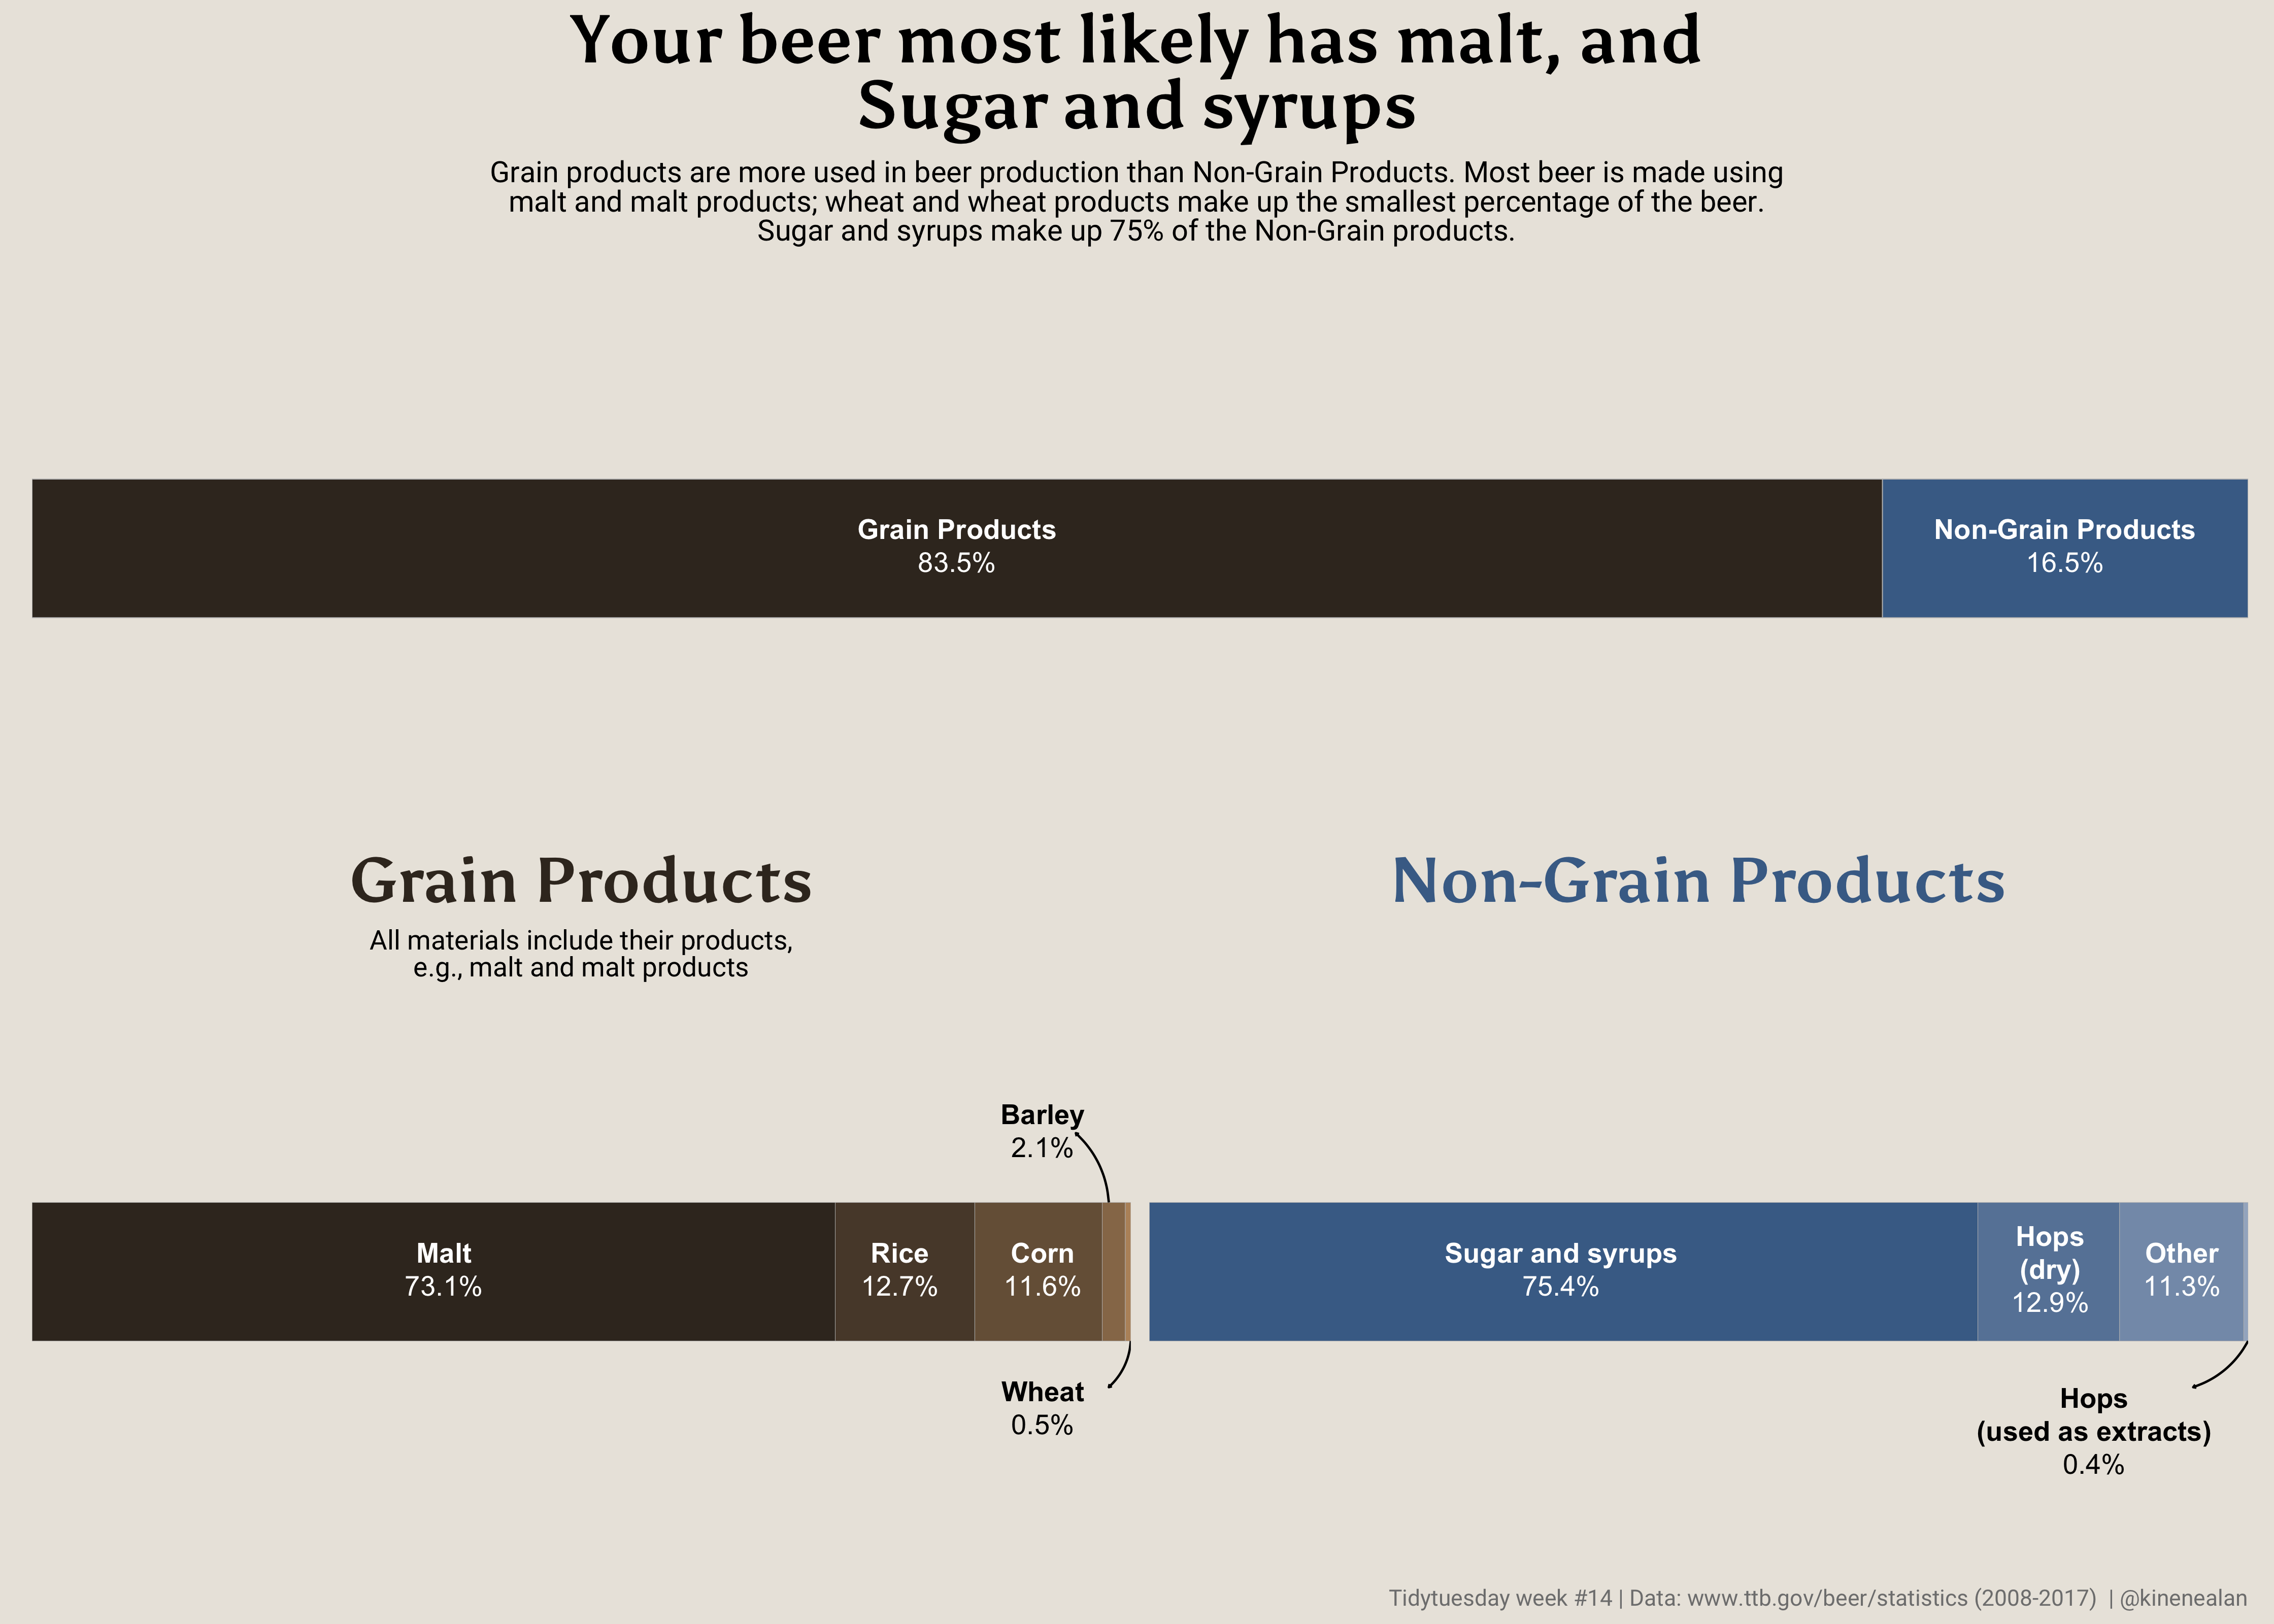 Your beer most likely has malt, and
Sugar and syrups
Grain products are more used in beer production than Non-Grain Products. Most beer is made using
malt and malt products; wheat and wheat products make up the smallest percentage of the beer.
Sugar and syrups make up 75% of the Non-Grain products.
Grain Products
83.5%
Non-Grain Products
16.5%
Grain Products
All materials include their products,
e.g., malt and malt products
Non-Grain Products
Barley
2.1%
Malt
73.1%
Rice
12.7%
Corn
11.6%
Wheat
0.5%
Sugar and syrups
75.4%
Hops
(dry)
12.9%
Other
11.3%
Hops
(used as extracts)
0.4%
Tidytuesday week #14 | Data: www.ttb.gov/beer/statistics (2008-2017)  | @kinenealan